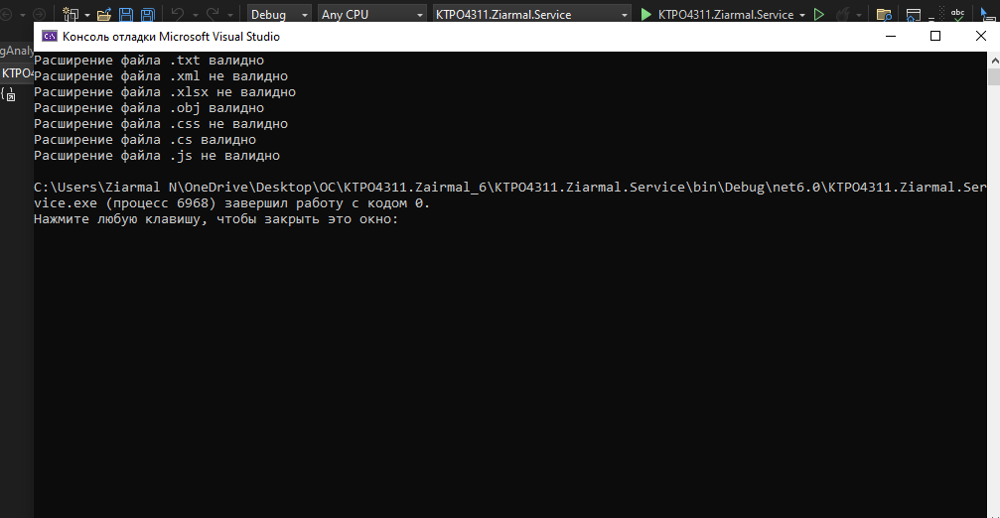 Debug
Any CPU
KTPO4311.Ziarmal.Service
KTPO4311.Ziarmal.Service
abc
C:\
Консоль отладки Microsoft Visual Studio
gAnaly
KTPO4
Расширение файла .txt валидно
Расширение файла .xml не валидно
Расширение файла .xlsx не валидно
Расширение файла .obj валидно
Расширение файла .css не валидно
Расширение файла .cs валидно
Расширение файла .js не валидно
C:\Users\Ziarmal N\OneDrive\Desktop\OC\KTPO4311.Zairmal_6\KTPO4311.Ziarmal.Service\bin\Debug\net6.0\KTPO4311.Ziarmal.Ser
vice.exe (процесс 6968) завершил работу с кодом 0.
Нажмите любую клавишу, чтобы закрыть это окно: